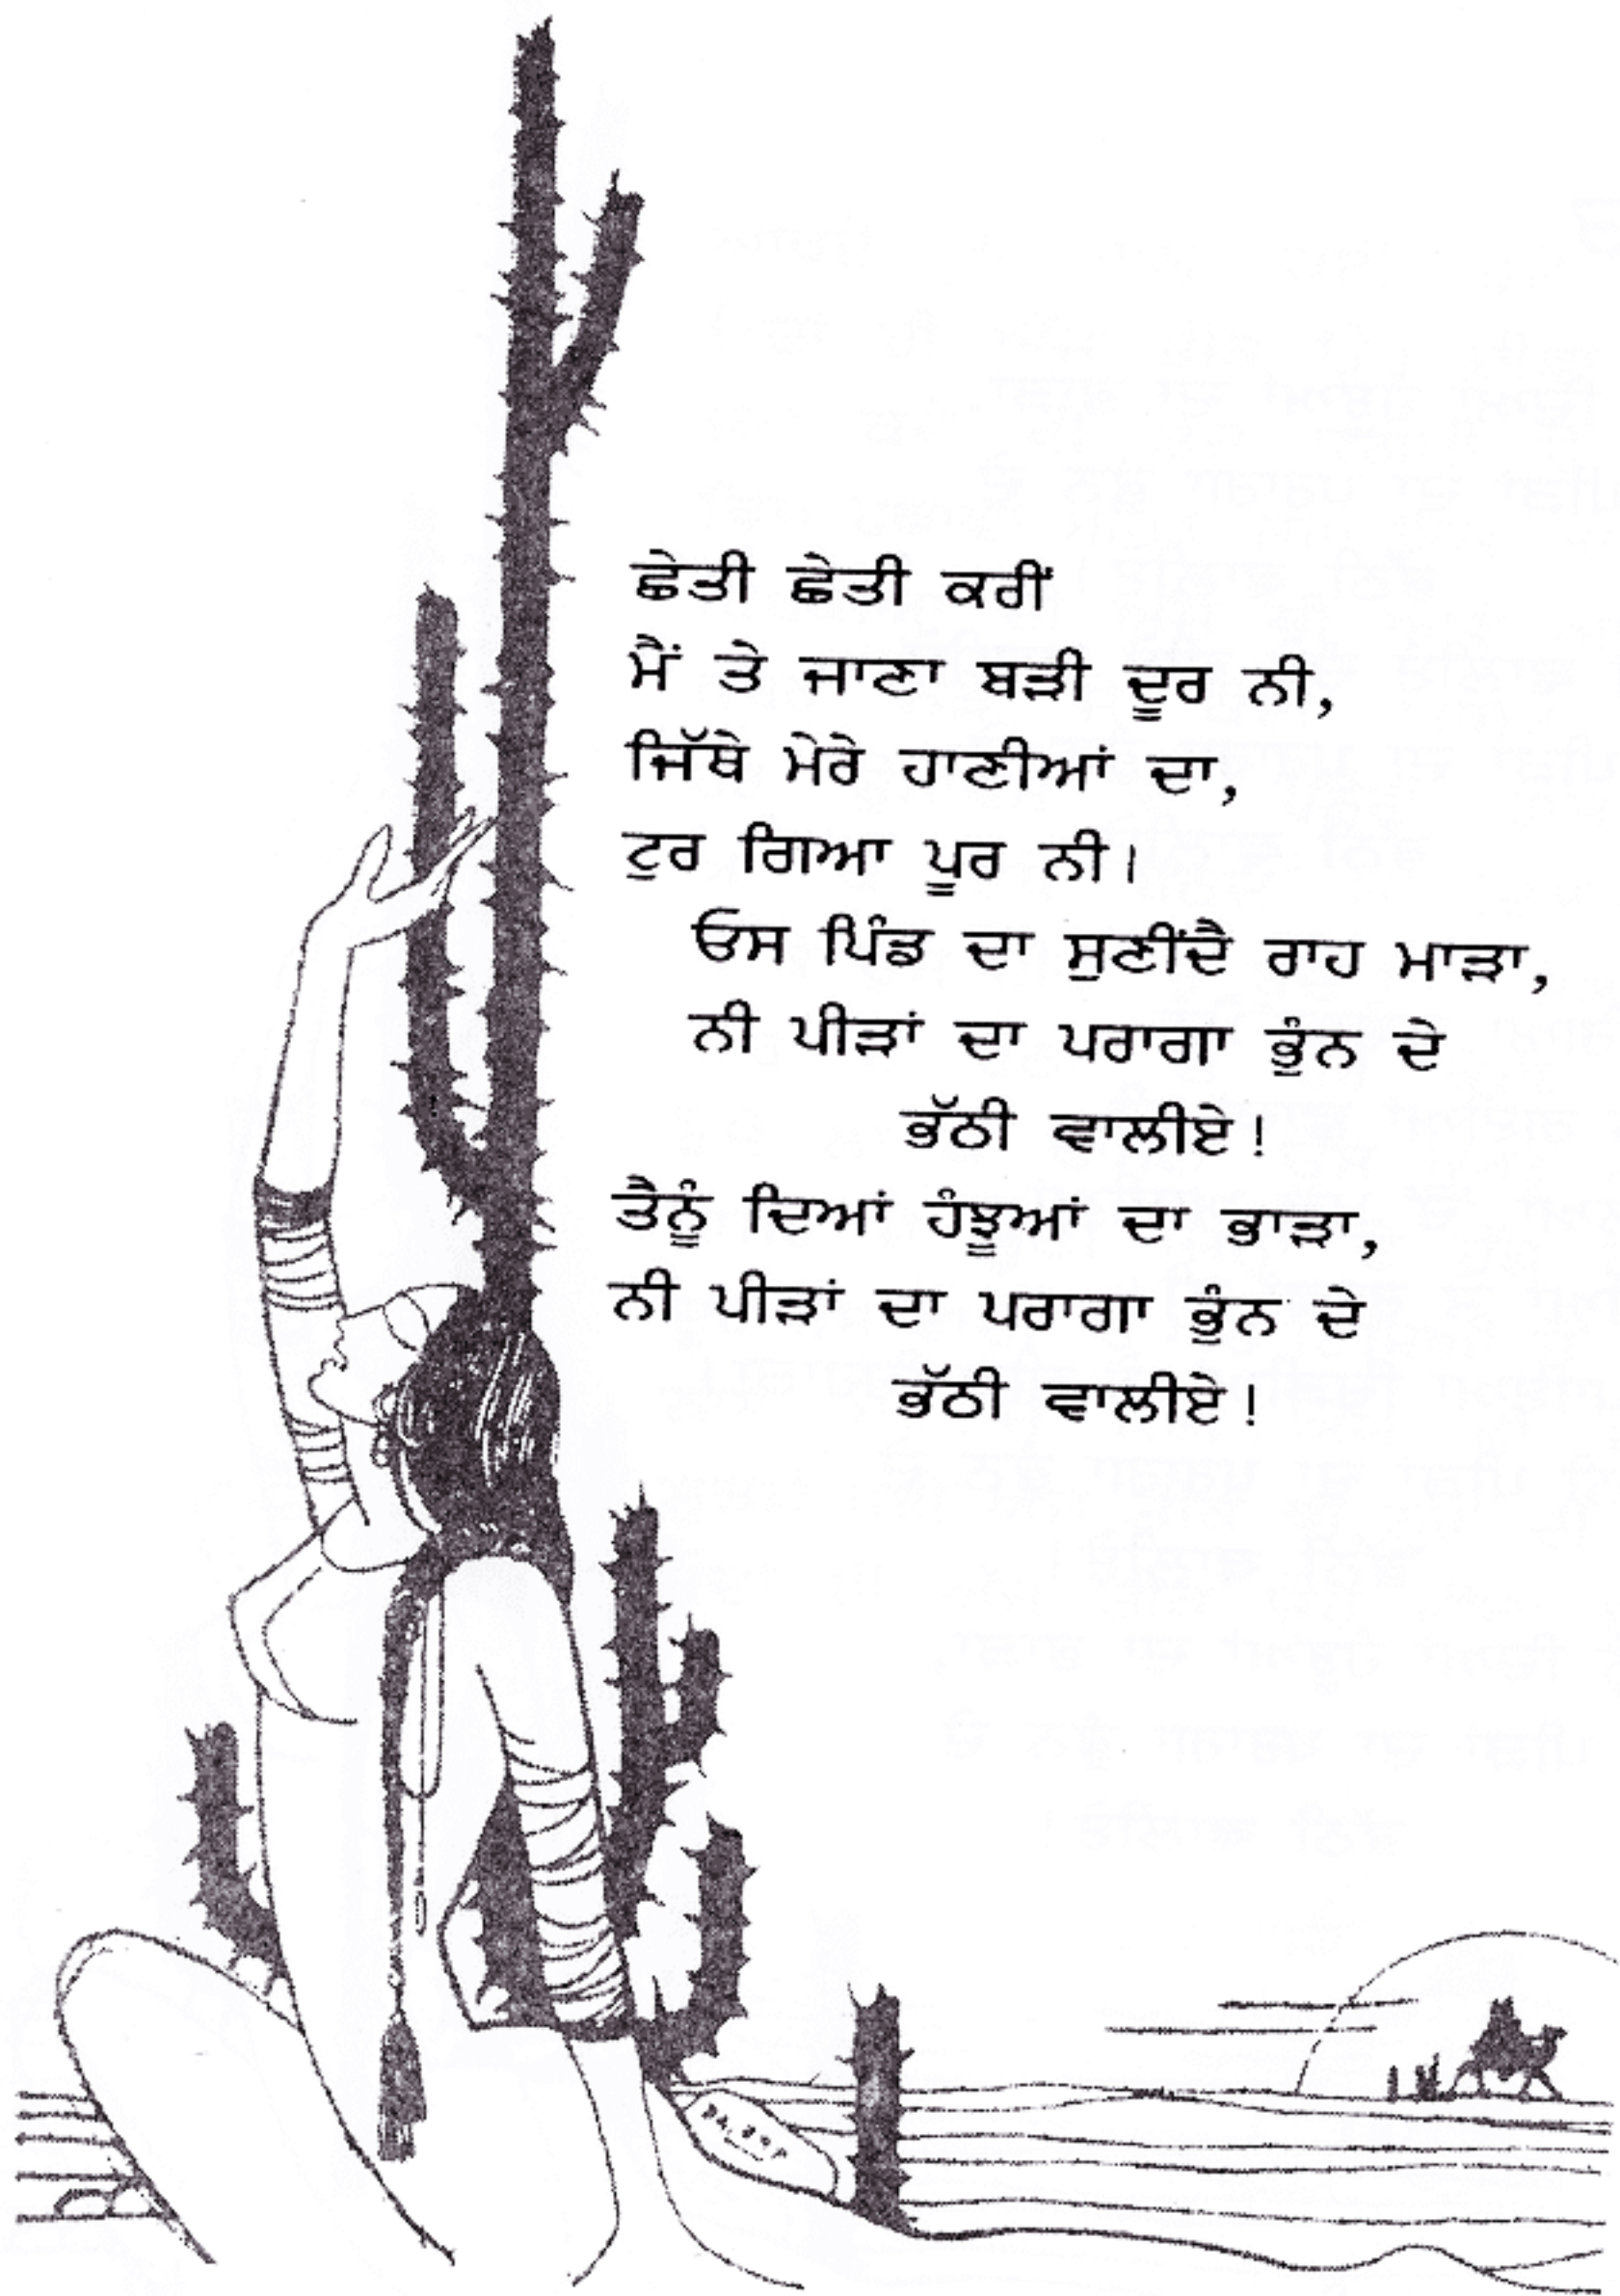 ਛੇਤੀ ਛੇਤੀ ਕਰੀਂ
ਮੈਂ ਤੇ ਜਾਣਾ ਬੜੀ ਦੂਰ ਨੀ,
ਜਿੱਥੇ ਮੇਰੇ ਹਾਣੀਆਂ ਦਾ,
ਟੁਰ ਗਿਆ ਪੂਰ ਨੀ।
ਓਸ ਪਿੰਡ ਦਾ ਸੁਣੀਂਦੈ ਰਾਹ ਮਾੜਾ,
ਨੀ ਪੀੜਾਂ ਦਾ ਪਰਾਗਾ ਭੁੰਨ ਦੇ
ਭੱਠੀ ਵਾਲੀਏ!
ਤੈਨੂੰ ਦਿਆਂ ਹੰਝੂਆਂ ਦਾ ਭਾੜਾ,
ਨੀ ਪੀੜਾਂ ਦਾ ਪਰਾਗਾ ਭੁੰਨ ਦੇ
ਭੱਠੀ ਵਾਲੀਏ!